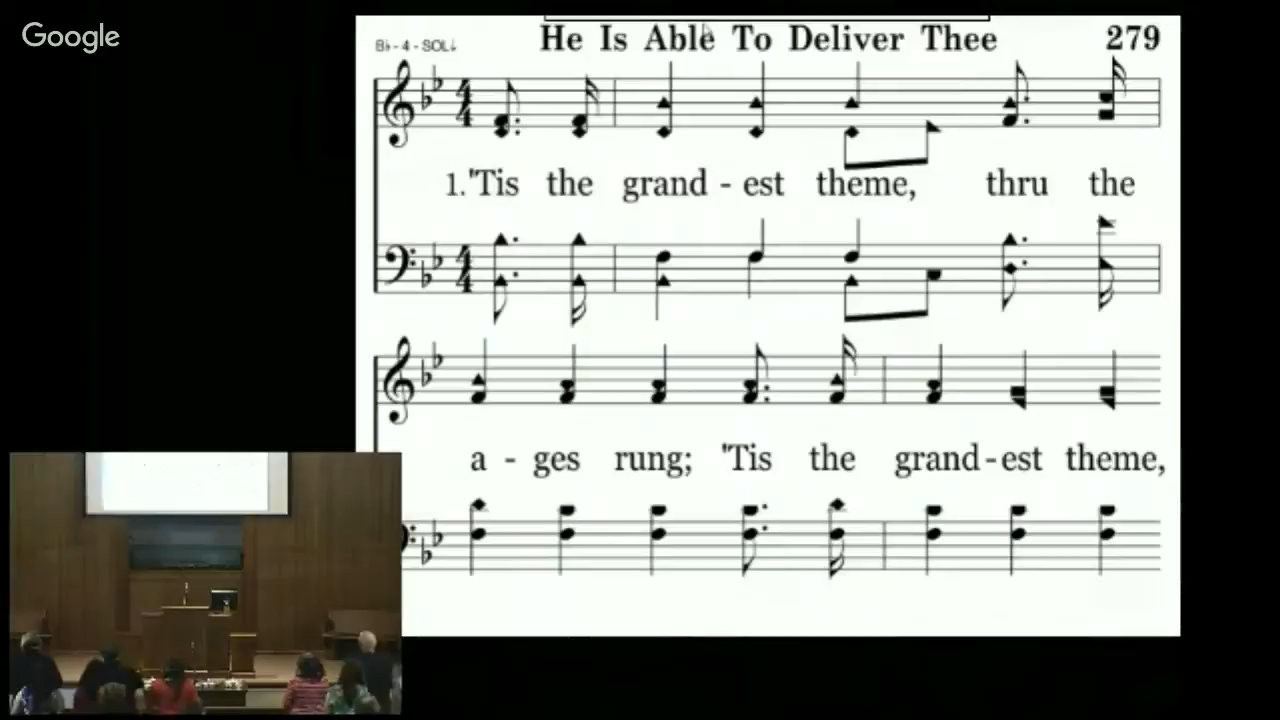 Google
B♭ - 4 - SOL↓ He Is Able To Deliver Thee 279
1. 'Tis the grand - est theme, thru the
a - ges rung; 'Tis the grand - est theme,